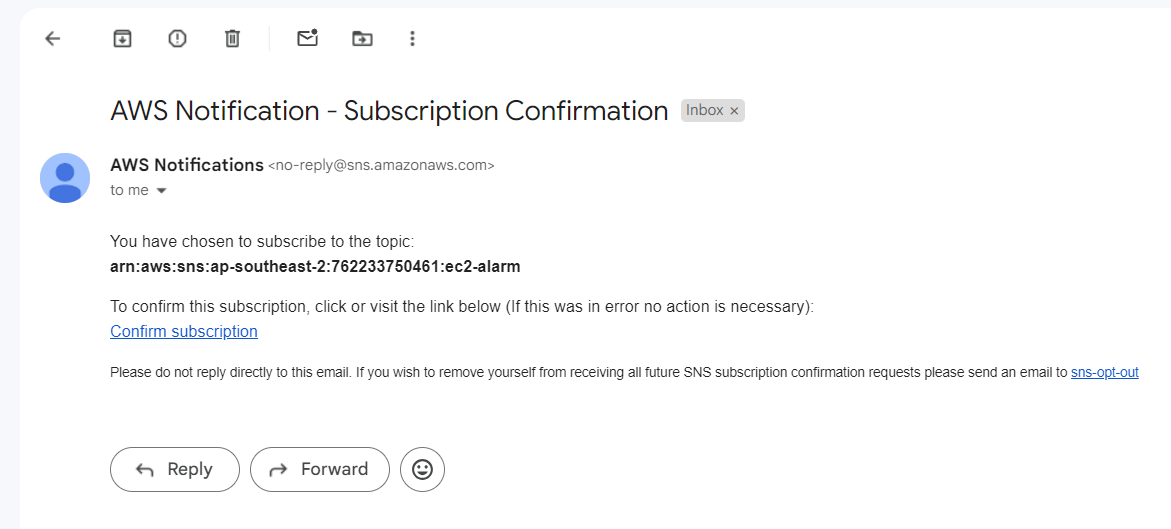 AWS Notification - Subscription Confirmation Inbox ×
AWS Notifications <no-reply@sns.amazonaws.com>
to me
You have chosen to subscribe to the topic:
arn:aws:sns:ap-southeast-2:762233750461:ec2-alarm
To confirm this subscription, click or visit the link below (If this was in error no action is necessary):
Confirm subscription
Please do not reply directly to this email. If you wish to remove yourself from receiving all future SNS subscription confirmation requests please send an email to sns-opt-out
Reply Forward